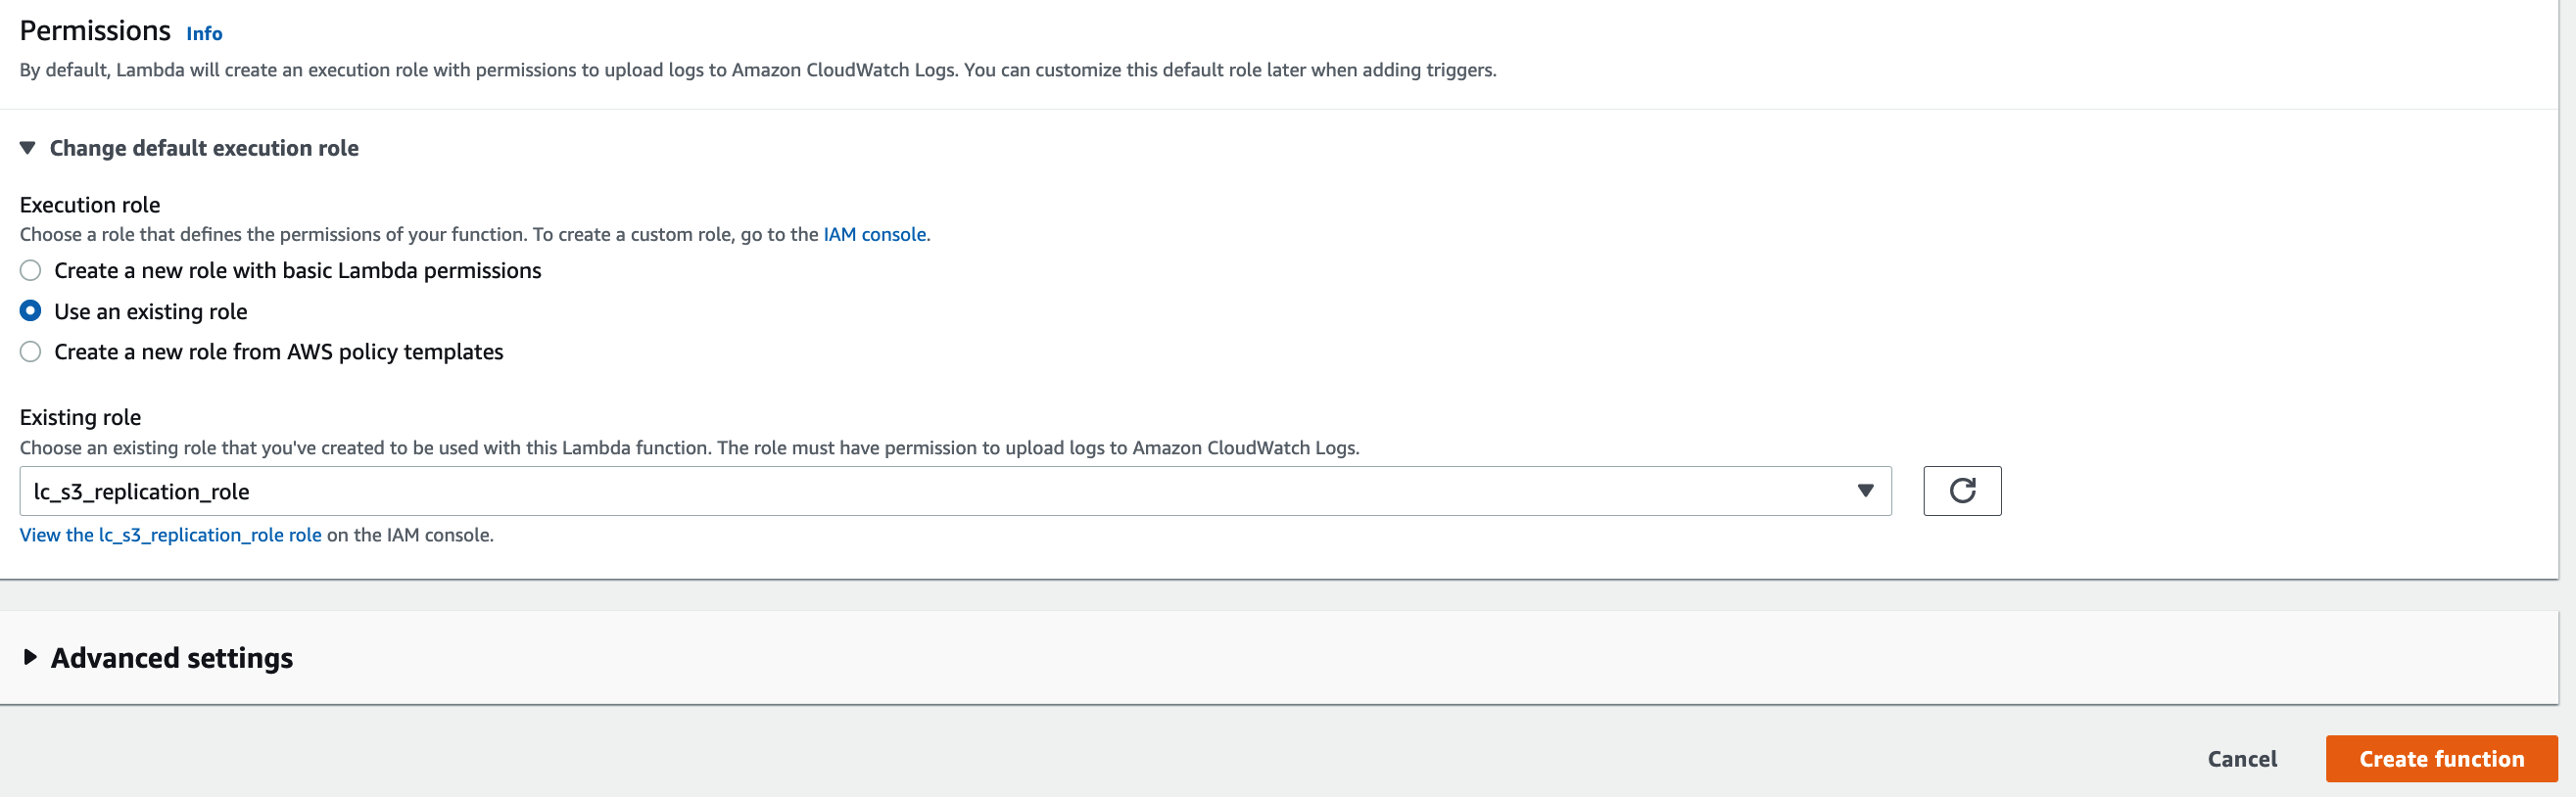 Permissions Info
By default, Lambda will create an execution role with permissions to upload logs to Amazon CloudWatch Logs. You can customize this default role later when adding triggers.
Change default execution role
Execution role
Choose a role that defines the permissions of your function. To create a custom role, go to the IAM console.
Create a new role with basic Lambda permissions
Use an existing role
Create a new role from AWS policy templates
Existing role
Choose an existing role that you've created to be used with this Lambda function. The role must have permission to upload logs to Amazon CloudWatch Logs.
lc_s3_replication_role
View the lc_s3_replication_role role on the IAM console.
Advanced settings
Cancel Create function